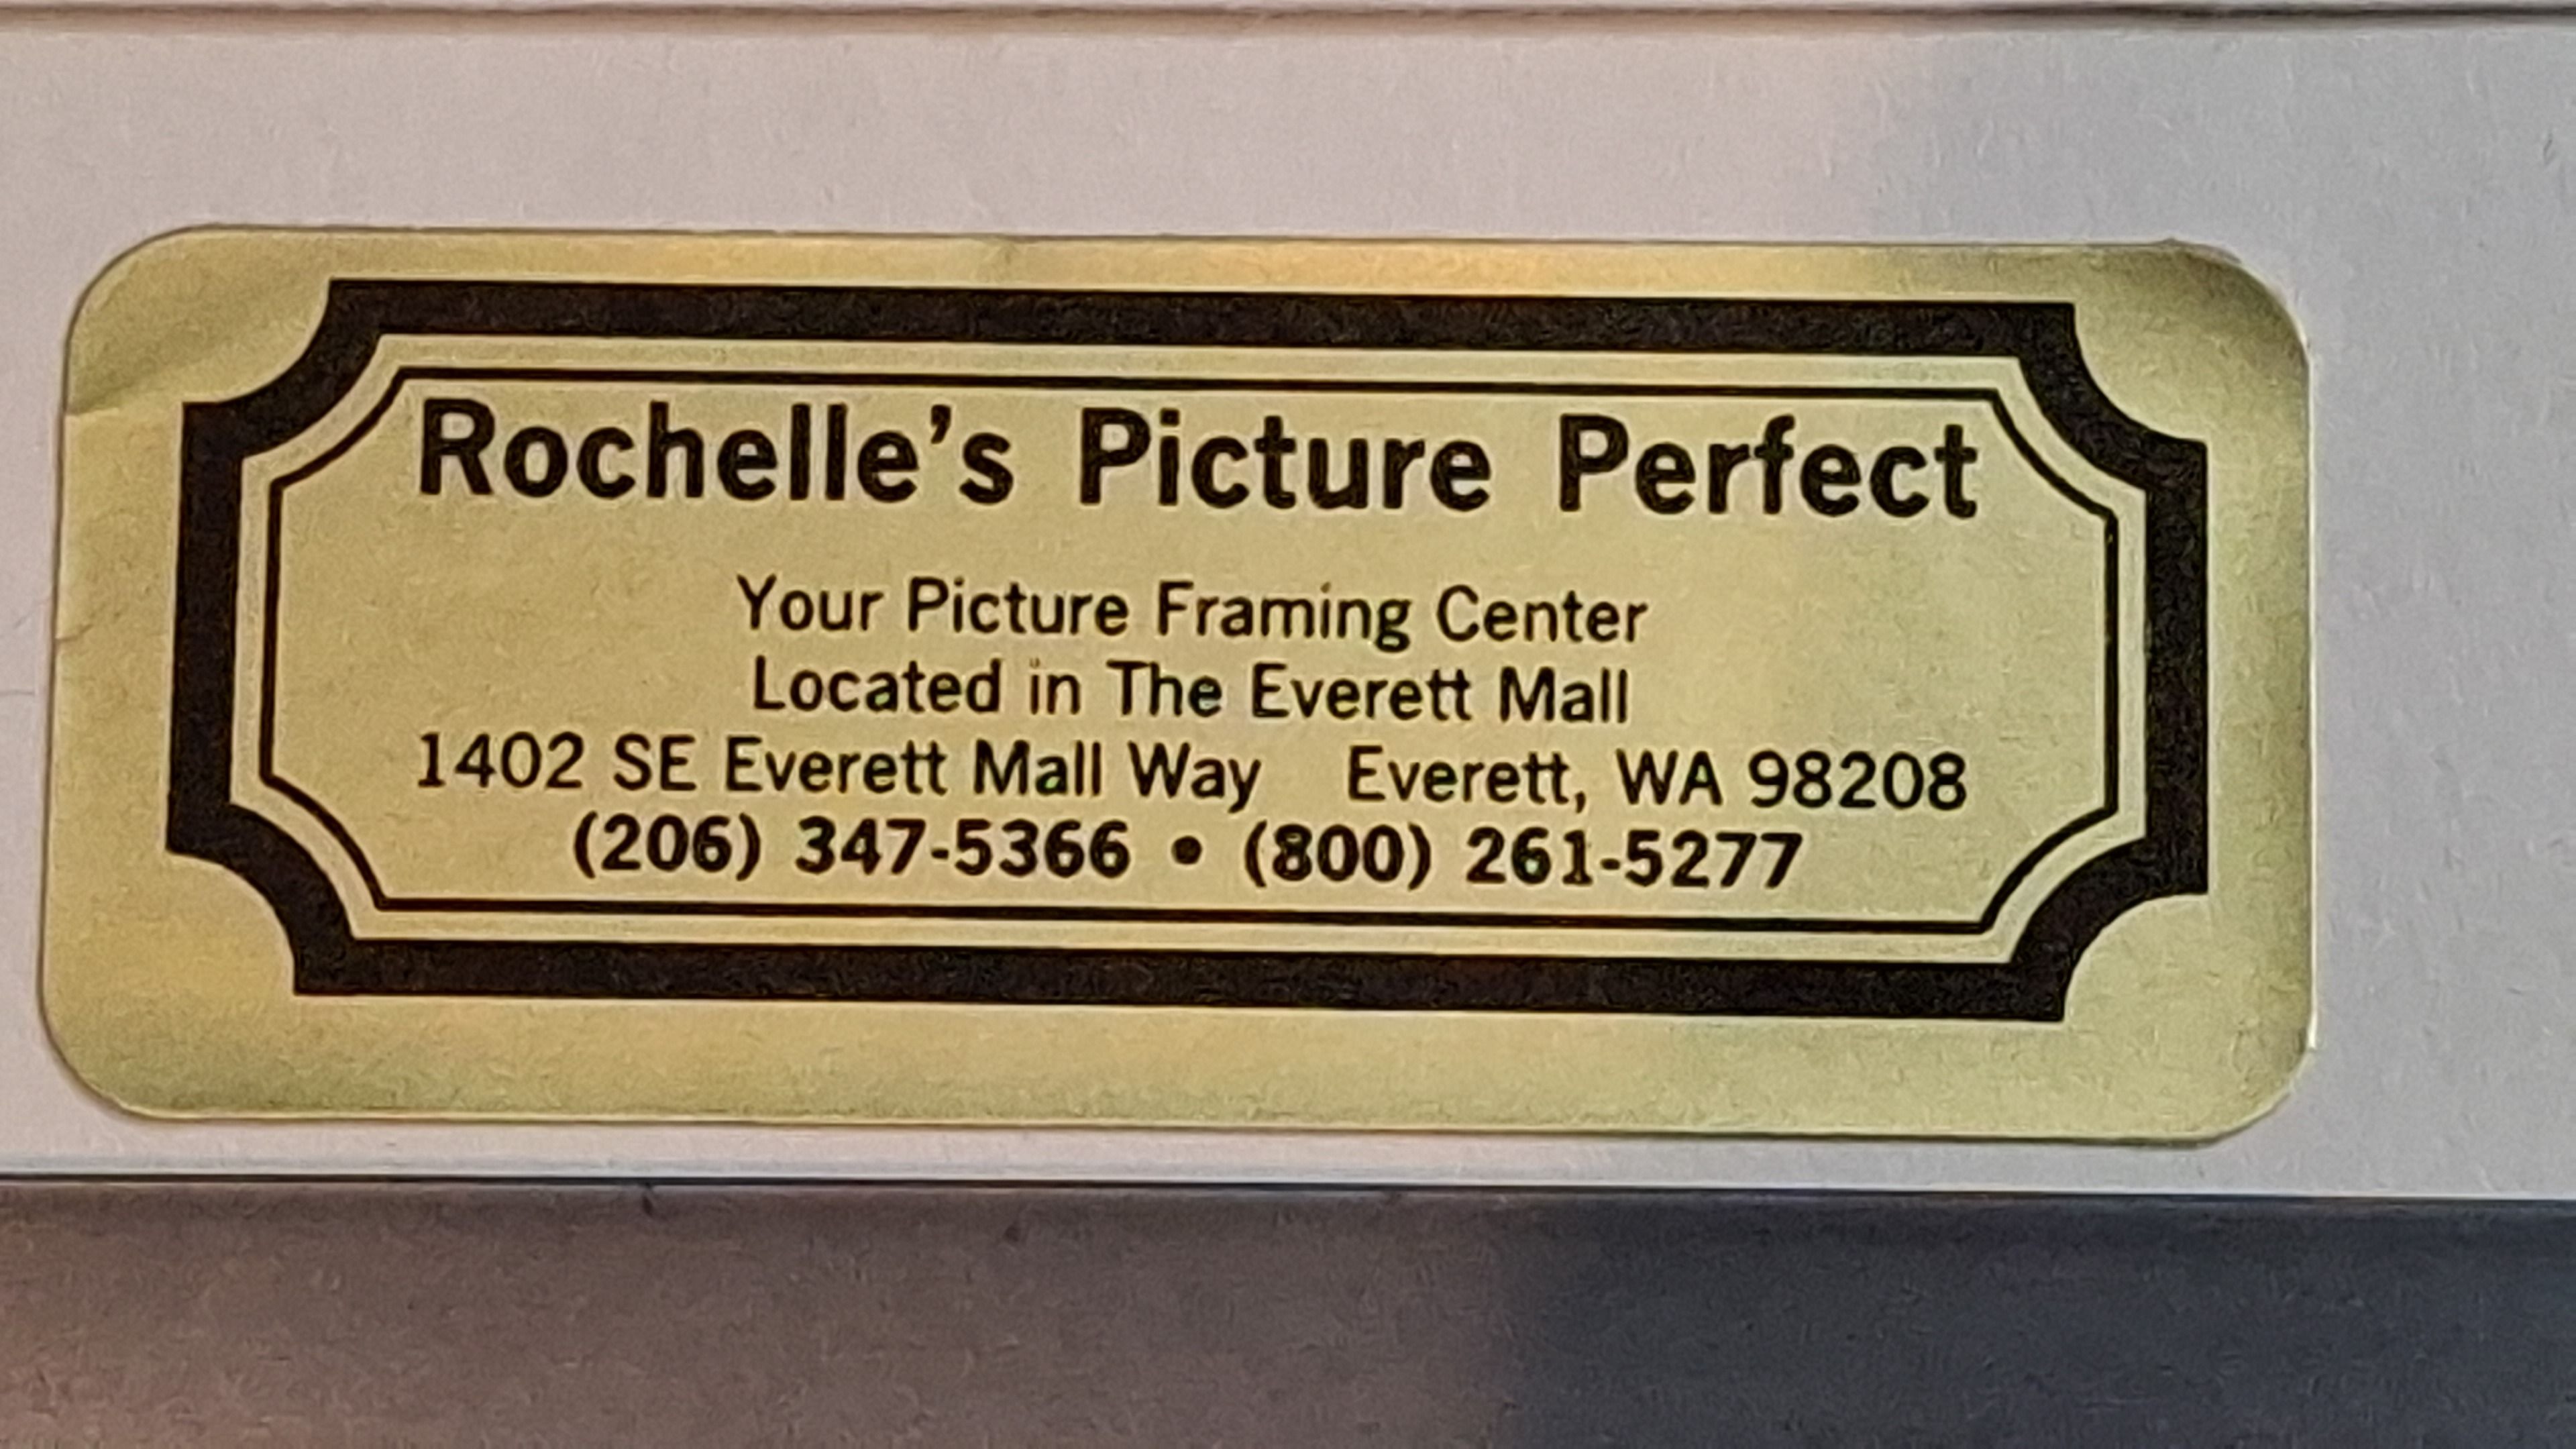 Rochelle's Picture Perfect
Your Picture Framing Center
Located in The Everett Mall
1402 SE Everett Mall Way Everett, WA 98208
(206) 347-5366 • (800) 261-5277